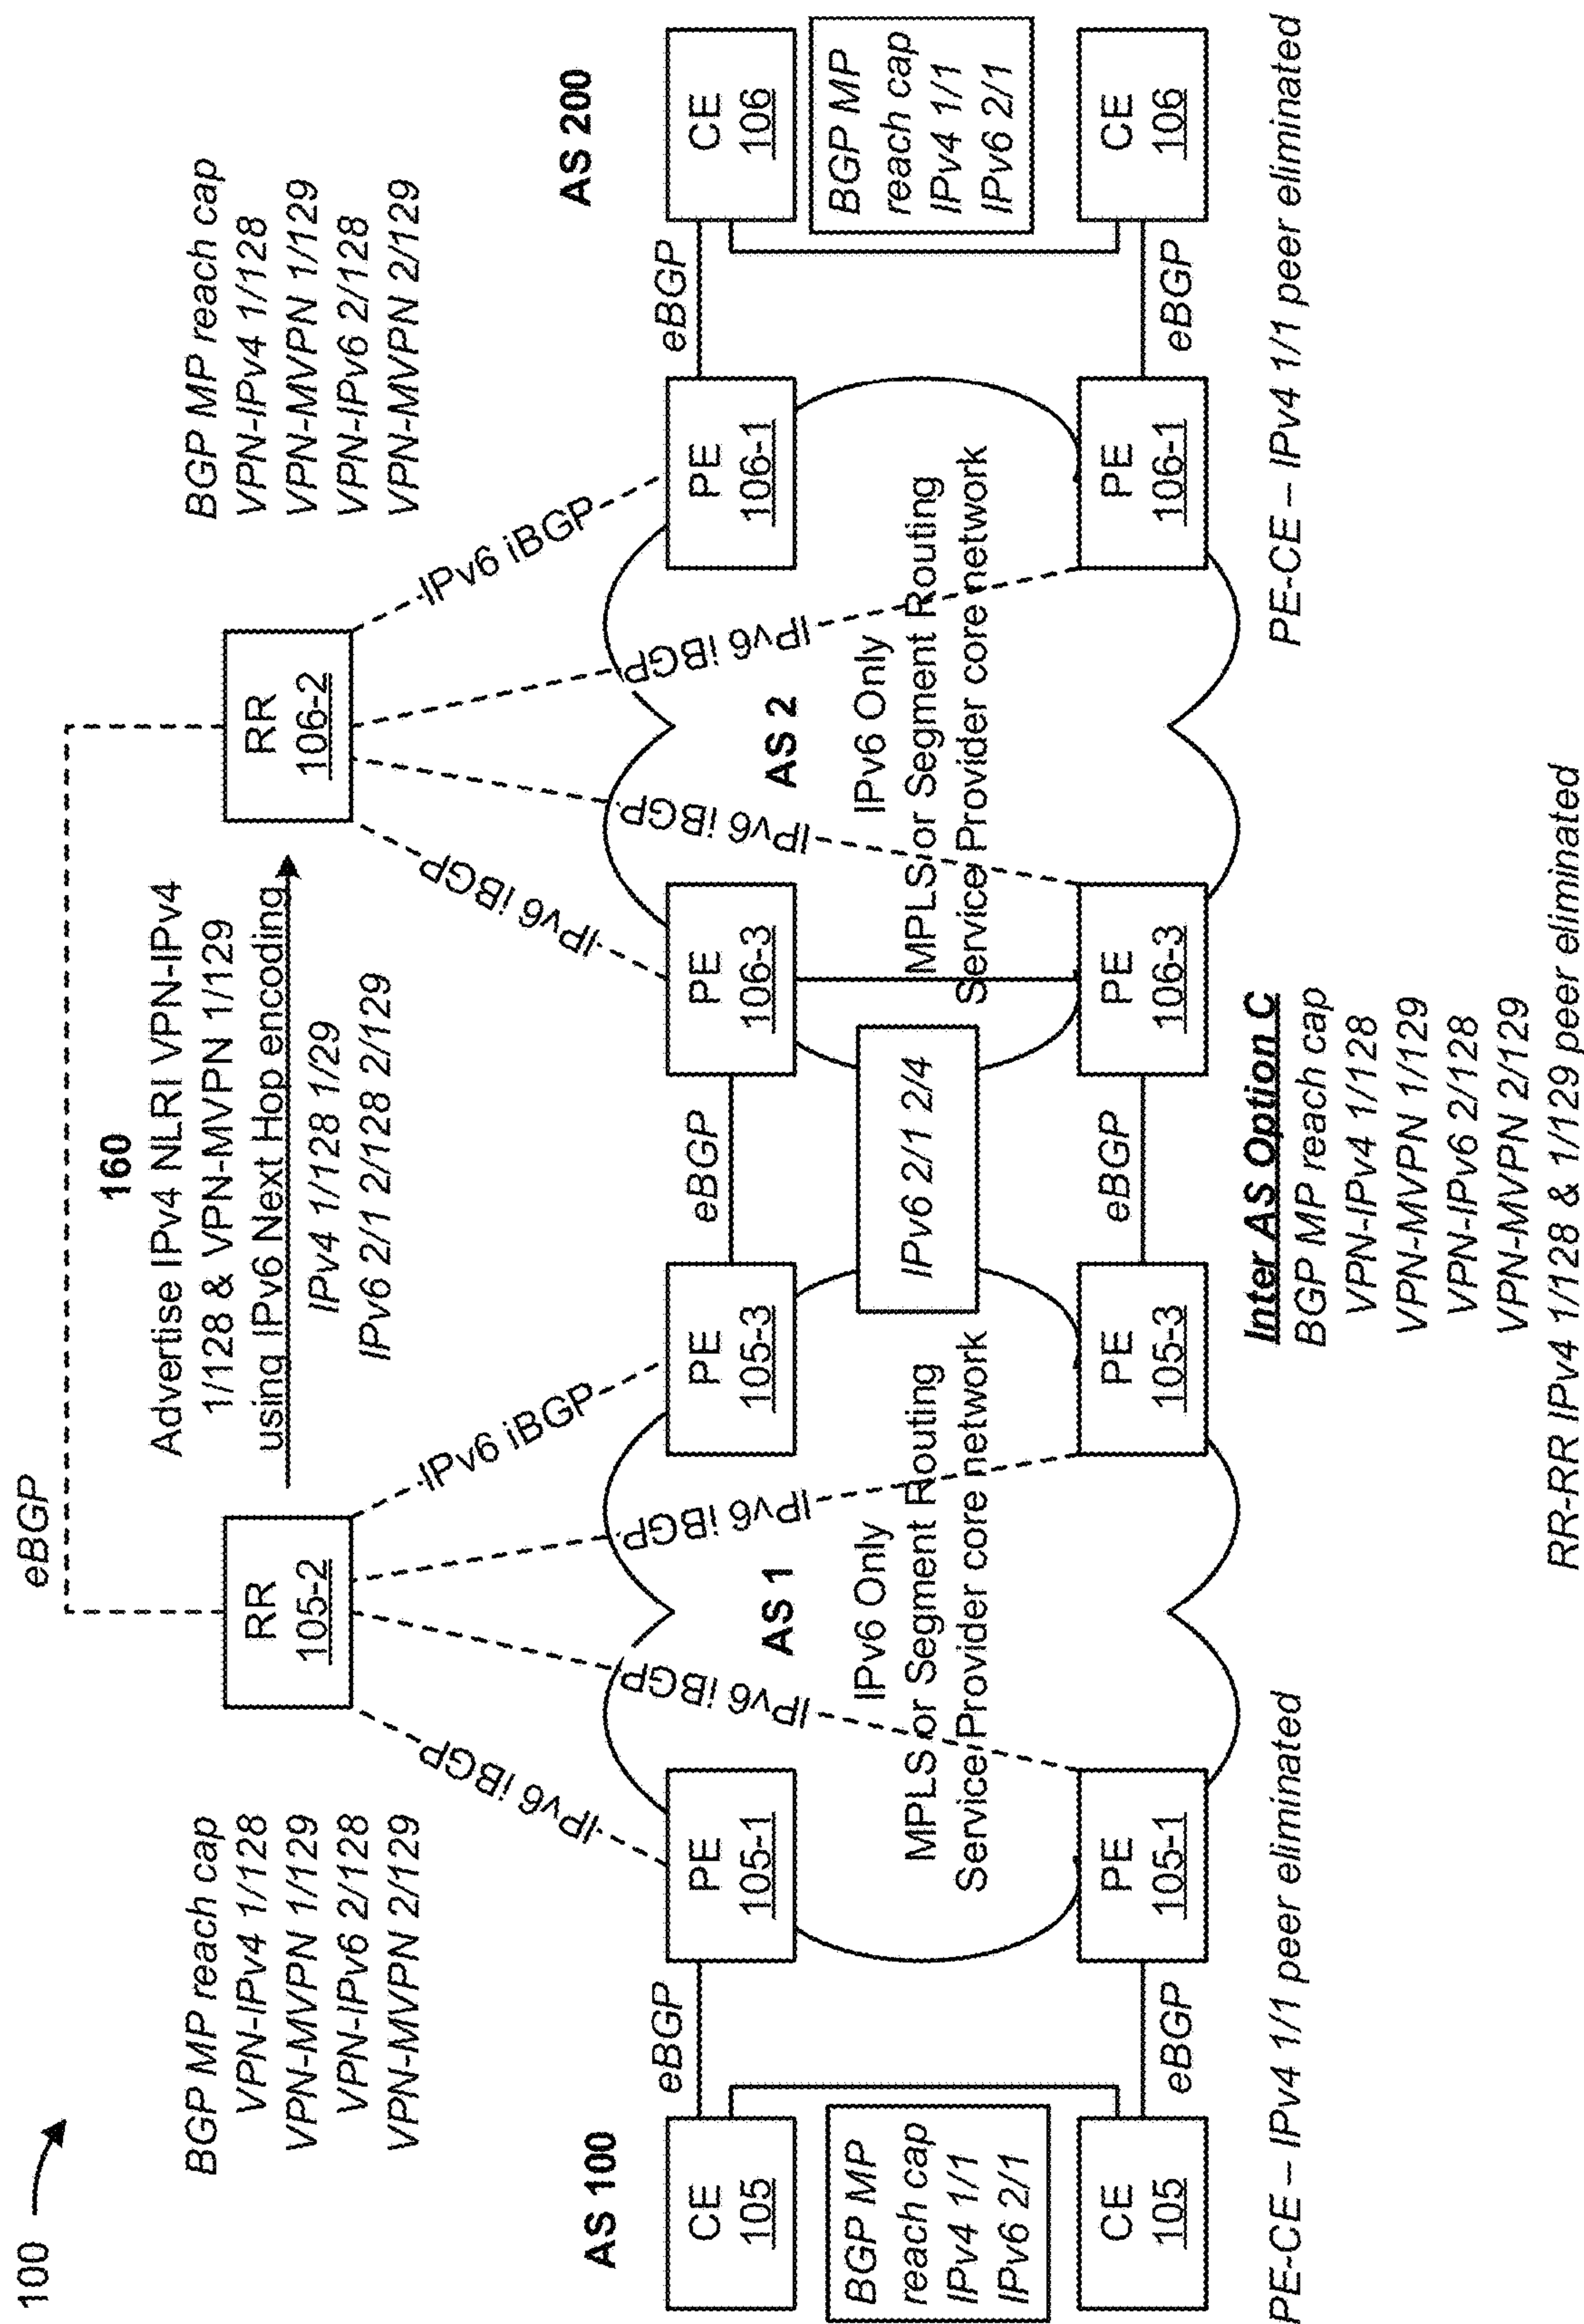 100
eBGP
160
Advertise IPv4 NLRI VPN-IPv4
1/128 & VPN-MVPN 1/129
using IPv6 Next Hop encoding
IPv4 1/128 1/29
IPv6 2/1 2/128 2/129
BGP MP reach cap
VPN-IPv4 1/128
VPN-MVPN 1/129
VPN-IPv6 2/128
VPN-MVPN 2/129
RR
105-2
RR
106-2
BGP MP reach cap
VPN-IPv4 1/128
VPN-MVPN 1/129
VPN-IPv6 2/128
VPN-MVPN 2/129
IPv6 iBGP
IPv6 iBGP
IPv6 iBGP
IPv6 iBGP
IPv6 iBGP
IPv6 iBGP
IPv6 iBGP
IPv6 iBGP
AS 100
AS 200
CE
105
eBGP
PE
105-1
PE
105-3
eBGP
PE
106-3
PE
106-1
eBGP
CE
106
BGP MP
reach cap
IPv4 1/1
IPv6 2/1
AS 1
IPv6 Only
MPLS or Segment Routing
Service Provider core network
IPv6 2/1 2/4
AS 2
IPv6 Only
MPLS or Segment Routing
Service Provider core network
BGP MP
reach cap
IPv4 1/1
IPv6 2/1
CE
105
eBGP
PE
105-1
PE
105-3
eBGP
PE
106-3
PE
106-1
eBGP
CE
106
PE-CE – IPv4 1/1 peer eliminated
Inter AS Option C
BGP MP reach cap
VPN-IPv4 1/128
VPN-MVPN 1/129
VPN-IPv6 2/128
VPN-MVPN 2/129
PE-CE – IPv4 1/1 peer eliminated
RR-RR IPv4 1/128 & 1/129 peer eliminated